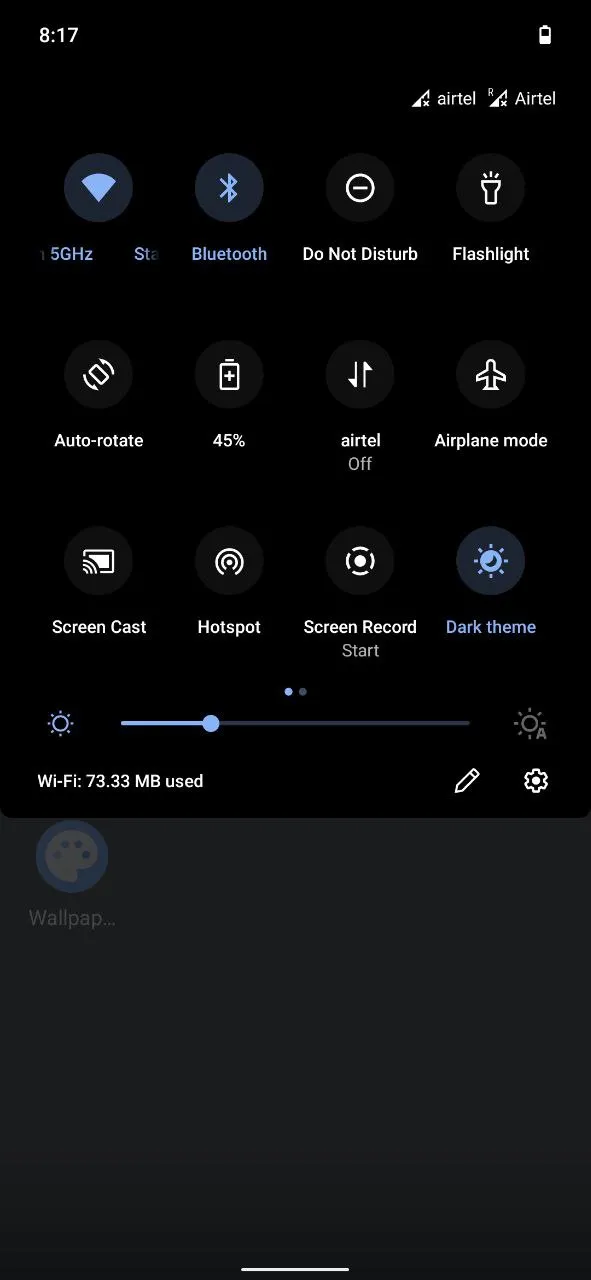 8:17
airtel R Airtel
5GHz Sta Bluetooth Do Not Disturb Flashlight
Auto-rotate 45% airtel Airplane mode
Off
Screen Cast Hotspot Screen Record Dark theme
Start
A
Wi-Fi: 73.33 MB used
Wallpap...